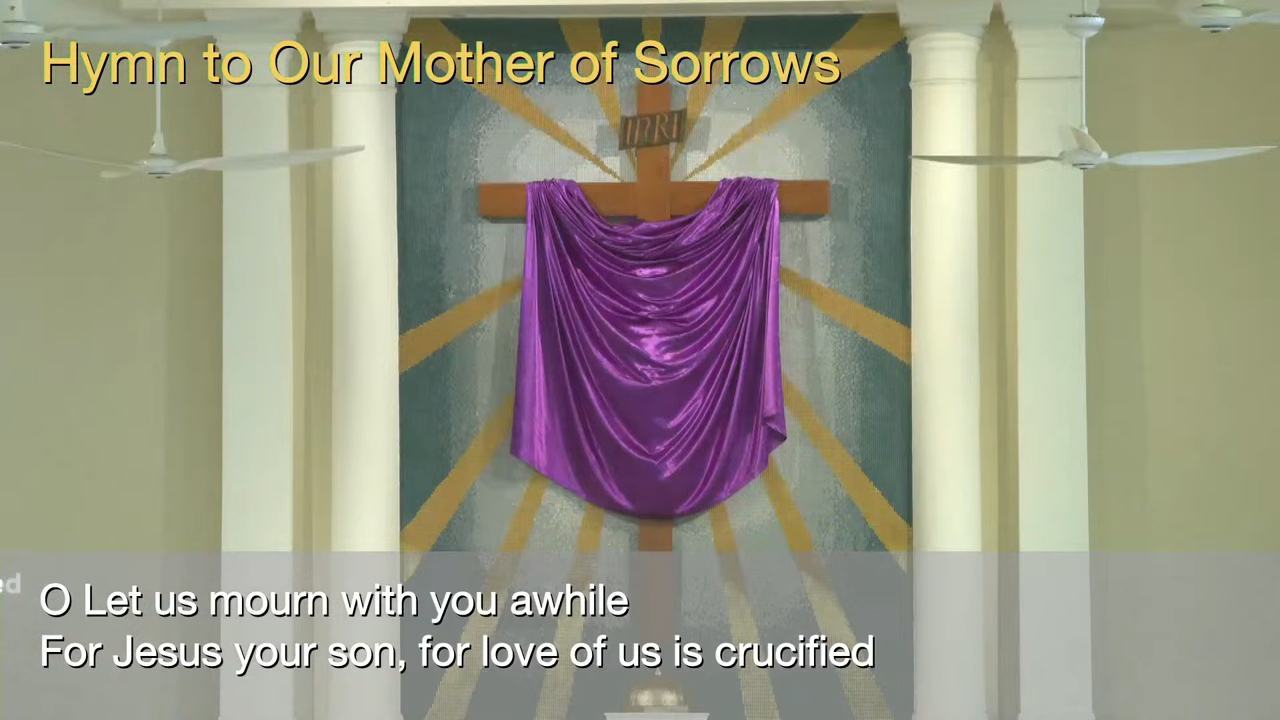 Hymn to Our Mother of Sorrows
INRI
ed
O Let us mourn with you awhile
For Jesus your son, for love of us is crucified